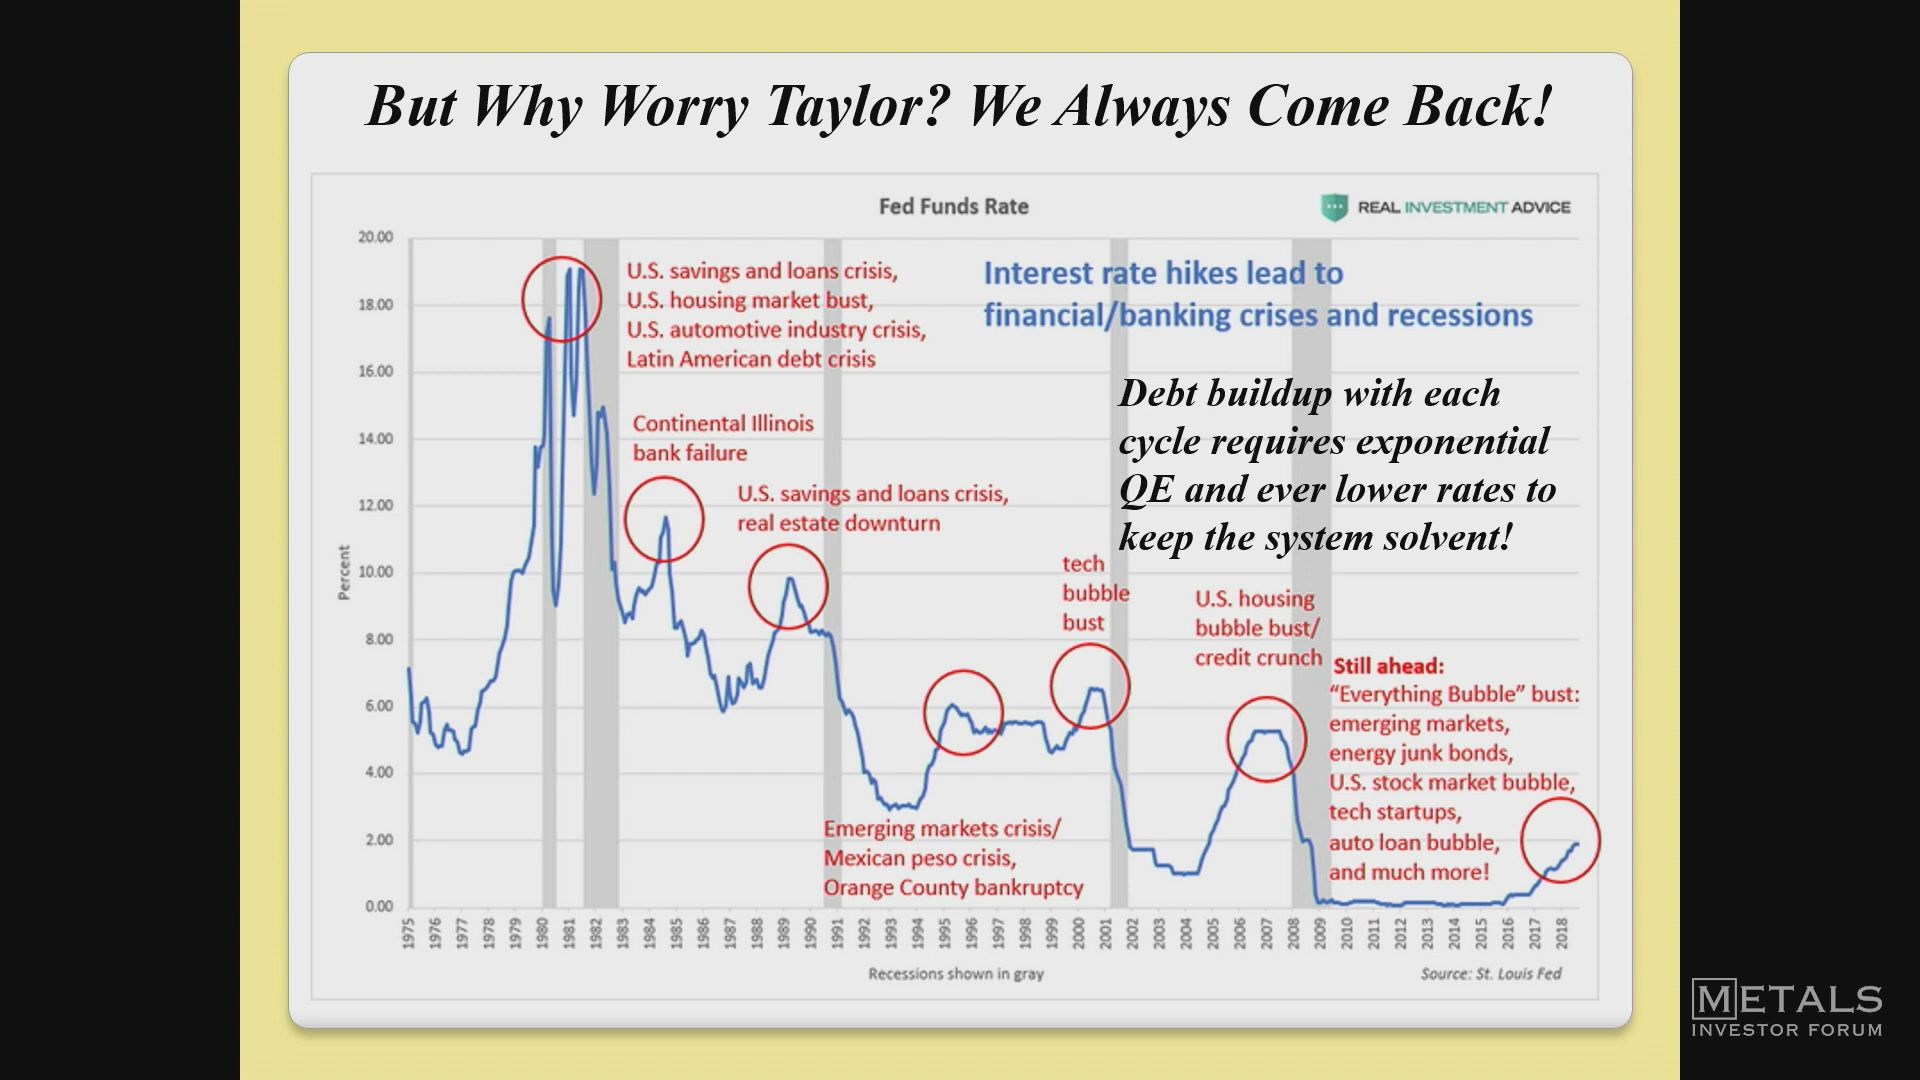 But Why Worry Taylor? We Always Come Back!
Fed Funds Rate
REAL INVESTMENT ADVICE
Interest rate hikes lead to
financial/banking crises and recessions
Debt buildup with each
cycle requires exponential
QE and ever lower rates to
keep the system solvent!
U.S. savings and loans crisis,
U.S. housing market bust,
U.S. automotive industry crisis,
Latin American debt crisis
Continental Illinois
bank failure
U.S. savings and loans crisis,
real estate downturn
tech
bubble
bust
U.S. housing
bubble bust/
credit crunch
Still ahead:
“Everything Bubble” bust:
emerging markets,
energy junk bonds,
U.S. stock market bubble,
tech startups,
auto loan bubble,
and much more!
Emerging markets crisis/
Mexican peso crisis,
Orange County bankruptcy
Percent
20.00
18.00
16.00
14.00
12.00
10.00
8.00
6.00
4.00
2.00
0.00
1975 1976 1977 1978 1979 1980 1981 1982 1983 1984 1985 1986 1987 1988 1989 1990 1991 1992 1993 1994 1995 1996 1997 1998 1999 2000 2001 2002 2003 2004 2005 2006 2007 2008 2009 2010 2011 2012 2013 2014 2015 2016 2017 2018
Recessions shown in gray
Source: St. Louis Fed
METALS
INVESTOR FORUM